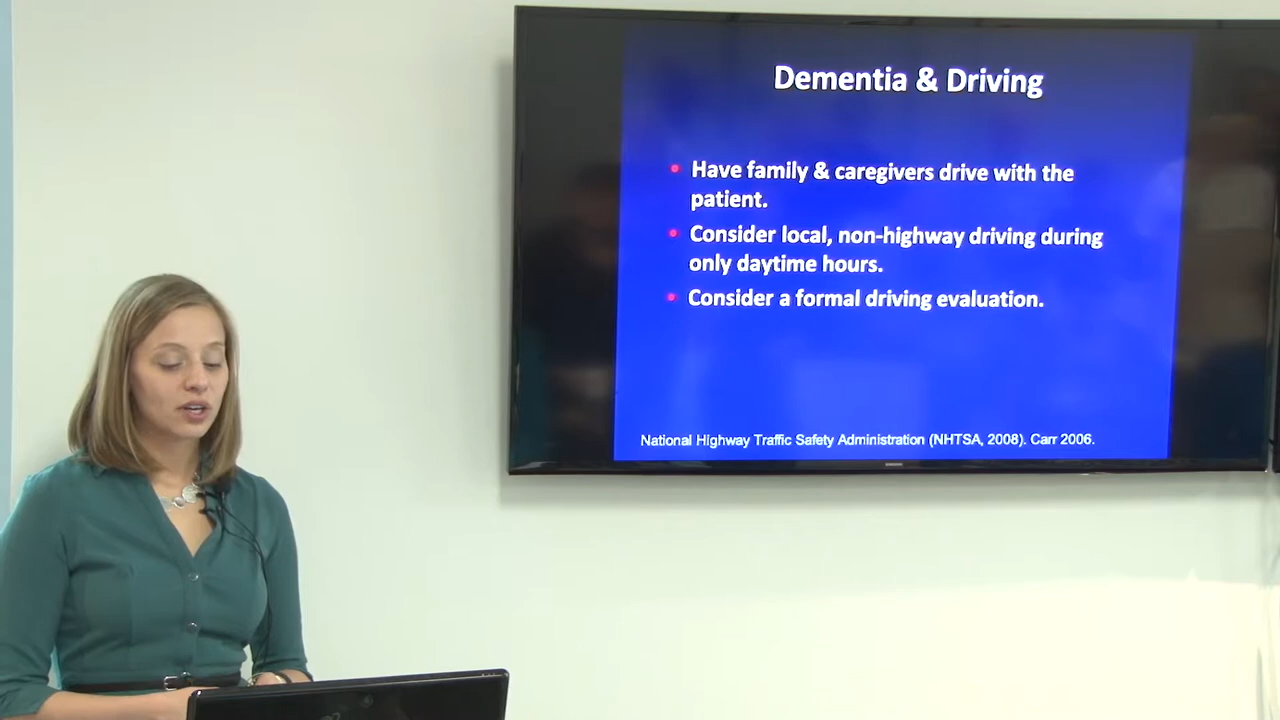 Dementia & Driving
Have family & caregivers drive with the
patient.
Consider local, non-highway driving during
only daytime hours.
Consider a formal driving evaluation.
National Highway Traffic Safety Administration (NHTSA, 2008). Carr 2006.
SAMSUNG